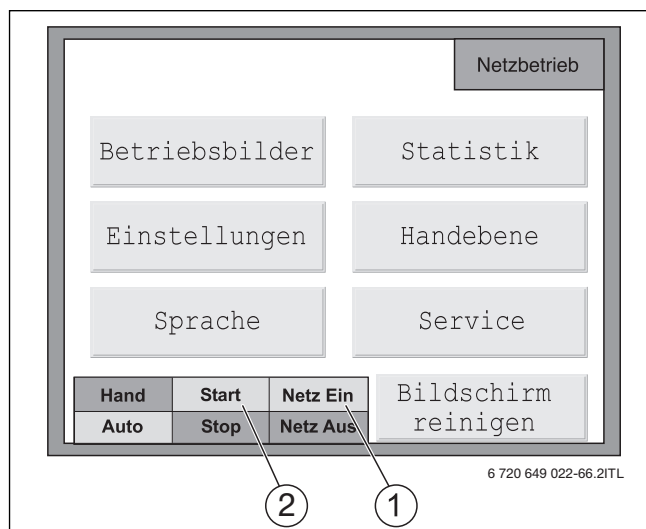 Netzbetrieb
Betriebsbilder
Statistik
Einstellungen
Handebene
Sprache
Service
Hand Start Netz Ein
Auto Stop Netz Aus
Bildschirm
reinigen
6 720 649 022-66.2ITL
2 1